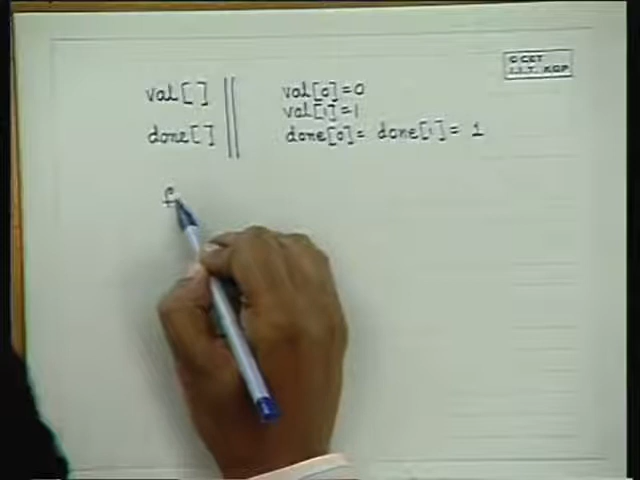 val[ ] val[0]=0
val[1]=1
done[ ] done[0]= done[1]= 1
f
© CET
I.I.T. KGP